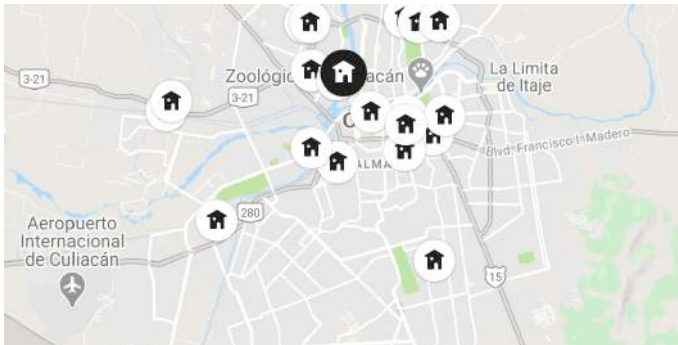 3-21
Zoológic
acán
3-21
La Limita
de Itaje
C
ALMA
Blvd. Francisco I. Madero
280
Aeropuerto
Internacional
de Culiacán
15